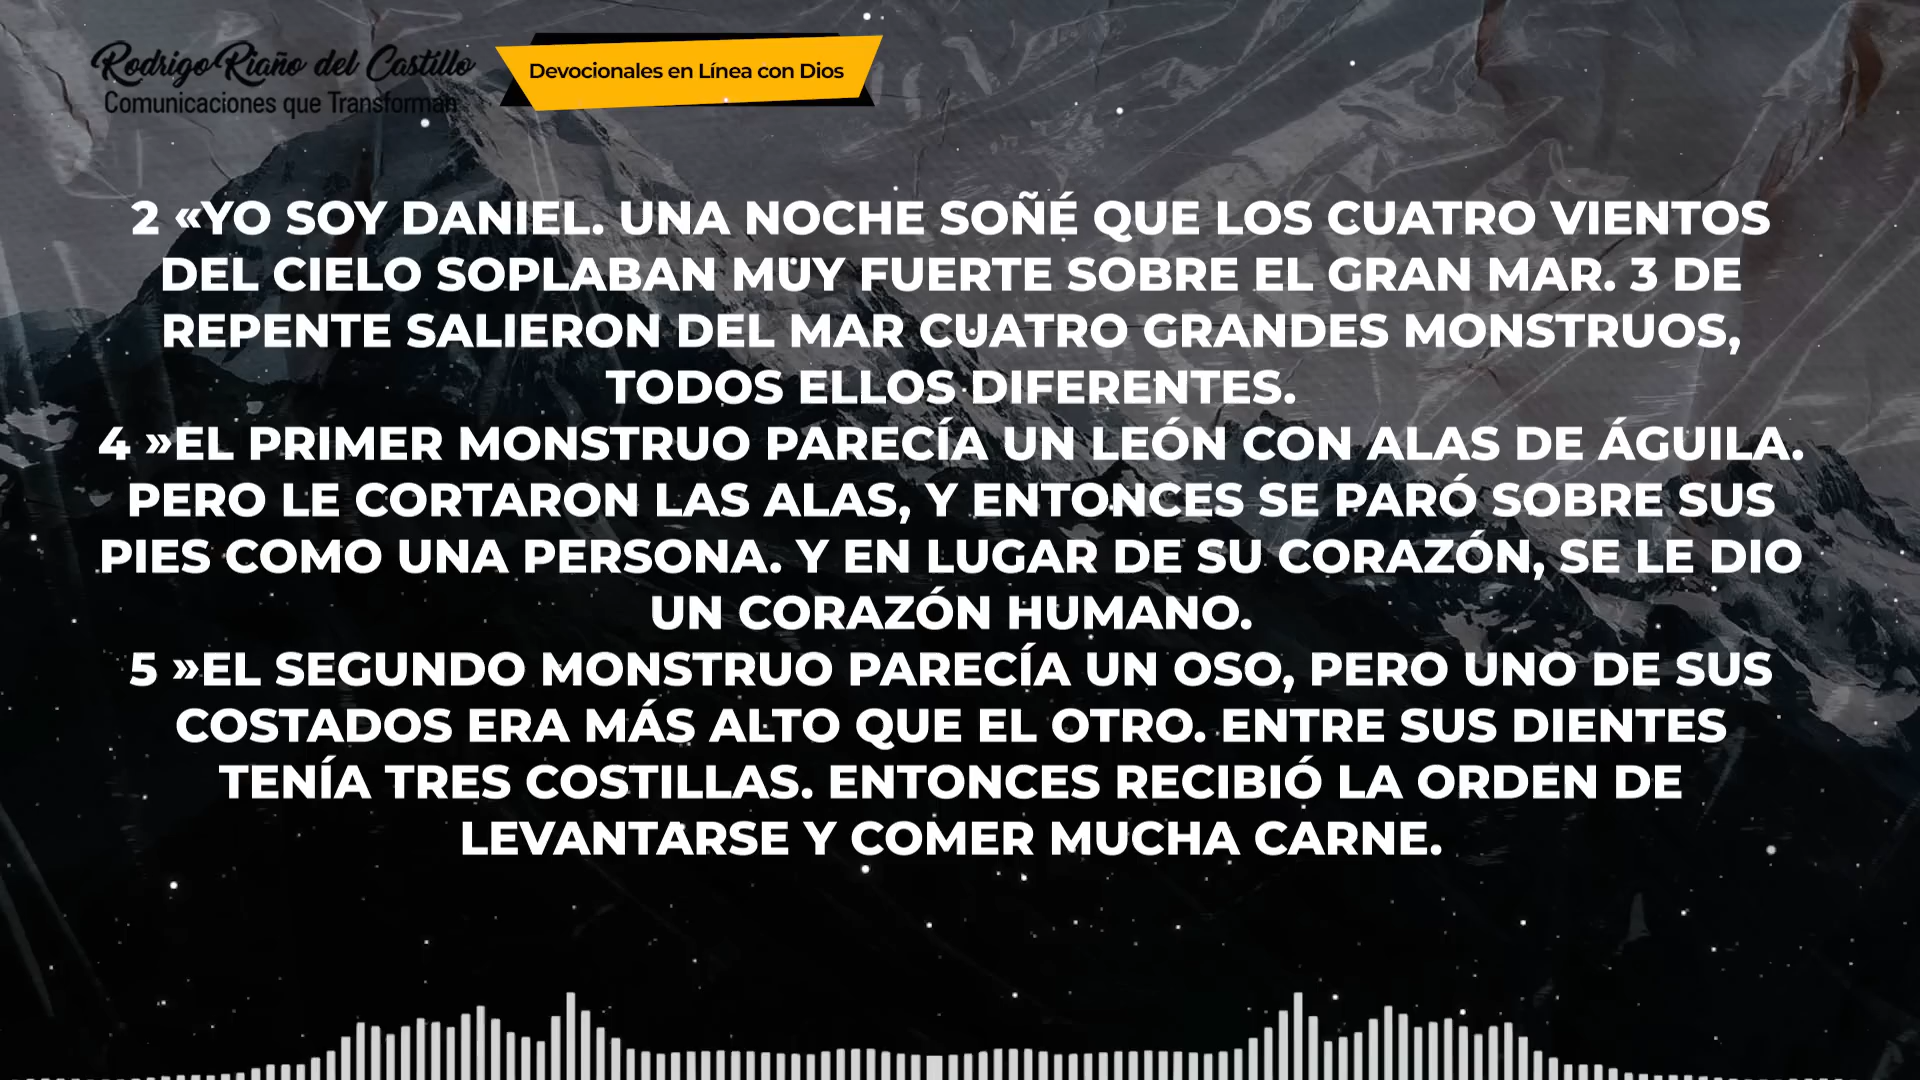 Rodrigo Riaño del Castillo
Comunicaciones que Transforman
Devocionales en Línea con Dios
2 «YO SOY DANIEL. UNA NOCHE SOÑÉ QUE LOS CUATRO VIENTOS
DEL CIELO SOPLABAN MUY FUERTE SOBRE EL GRAN MAR. 3 DE
REPENTE SALIERON DEL MAR CUATRO GRANDES MONSTRUOS,
TODOS ELLOS DIFERENTES.
4 »EL PRIMER MONSTRUO PARECÍA UN LEÓN CON ALAS DE ÁGUILA.
PERO LE CORTARON LAS ALAS, Y ENTONCES SE PARÓ SOBRE SUS
PIES COMO UNA PERSONA. Y EN LUGAR DE SU CORAZÓN, SE LE DIO
UN CORAZÓN HUMANO.
5 »EL SEGUNDO MONSTRUO PARECÍA UN OSO, PERO UNO DE SUS
COSTADOS ERA MÁS ALTO QUE EL OTRO. ENTRE SUS DIENTES
TENÍA TRES COSTILLAS. ENTONCES RECIBIÓ LA ORDEN DE
LEVANTARSE Y COMER MUCHA CARNE.